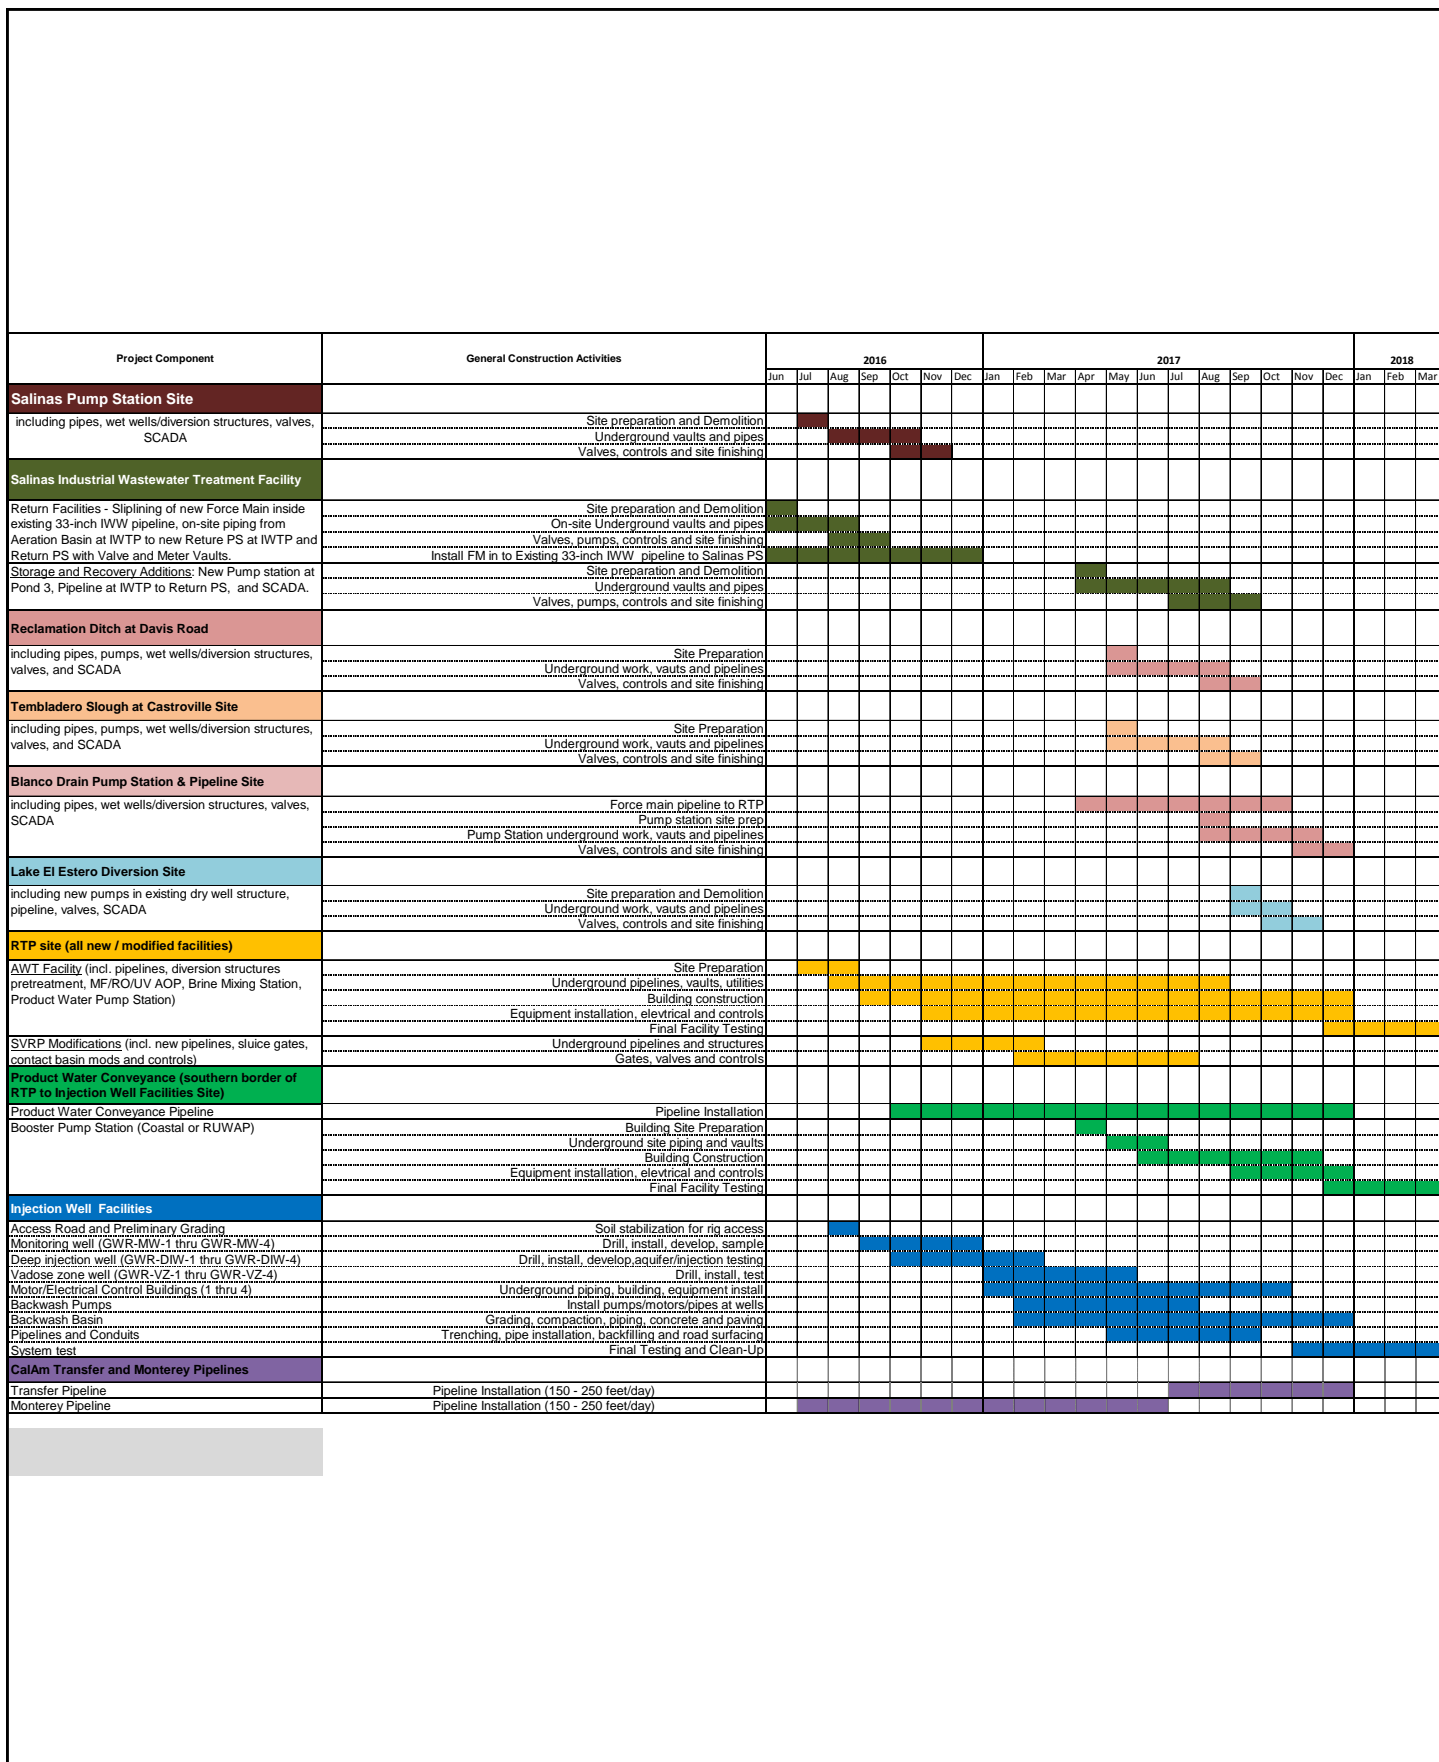 Project Component General Construction Activities 2016 2017 2018
Jun Jul Aug Sep Oct Nov Dec Jan Feb Mar Apr May Jun Jul Aug Sep Oct Nov Dec Jan Feb Mar
Salinas Pump Station Site
including pipes, wet wells/diversion structures, valves, Site preparation and Demolition
SCADA Underground vaults and pipes
Valves, controls and site finishing
Salinas Industrial Wastewater Treatment Facility
Return Facilities - Sliplining of new Force Main inside Site preparation and Demolition
existing 33-inch IWW pipeline, on-site piping from On-site Underground vaults and pipes
Aeration Basin at IWTP to new Reture PS at IWTP and Valves, pumps, controls and site finishing
Return PS with Valve and Meter Vaults. Install FM in to Existing 33-inch IWW pipeline to Salinas PS
Storage and Recovery Additions: New Pump station at Site preparation and Demolition
Pond 3, Pipeline at IWTP to Return PS, and SCADA. Underground vaults and pipes
Valves, pumps, controls and site finishing
Reclamation Ditch at Davis Road
including pipes, pumps, wet wells/diversion structures, Site Preparation
valves, and SCADA Underground work, vauts and pipelines
Valves, controls and site finishing
Tembladero Slough at Castroville Site
including pipes, pumps, wet wells/diversion structures, Site Preparation
valves, and SCADA Underground work, vauts and pipelines
Valves, controls and site finishing
Blanco Drain Pump Station & Pipeline Site
including pipes, wet wells/diversion structures, valves, Force main pipeline to RTP
SCADA Pump station site prep
Pump Station underground work, vauts and pipelines
Valves, controls and site finishing
Lake El Estero Diversion Site
including new pumps in existing dry well structure, Site preparation and Demolition
pipeline, valves, SCADA Underground work, vauts and pipelines
Valves, controls and site finishing
RTP site (all new / modified facilities)
AWT Facility (incl. pipelines, diversion structures Site Preparation
pretreatment, MF/RO/UV AOP, Brine Mixing Station, Underground pipelines, vaults, utilities
Product Water Pump Station) Building construction
Equipment installation, elevtrical and controls
Final Facility Testing
SVRP Modifications (incl. new pipelines, sluice gates, Underground pipelines and structures
contact basin mods and controls) Gates, valves and controls
Product Water Conveyance (southern border of
RTP to Injection Well Facilities Site)
Product Water Conveyance Pipeline Pipeline Installation
Booster Pump Station (Coastal or RUWAP) Building Site Preparation
Underground site piping and vaults
Building Construction
Equipment installation, elevtrical and controls
Final Facility Testing
Injection Well Facilities
Access Road and Preliminary Grading Soil stabilization for rig access
Monitoring well (GWR-MW-1 thru GWR-MW-4) Drill, install, develop, sample
Deep injection well (GWR-DIW-1 thru GWR-DIW-4) Drill, install, develop,aquifer/injection testing
Vadose zone well (GWR-VZ-1 thru GWR-VZ-4) Drill, install, test
Motor/Electrical Control Buildings (1 thru 4) Underground piping, building, equipment install
Backwash Pumps Install pumps/motors/pipes at wells
Backwash Basin Grading, compaction, piping, concrete and paving
Pipelines and Conduits Trenching, pipe installation, backfilling and road surfacing
System test Final Testing and Clean-Up
CalAm Transfer and Monterey Pipelines
Transfer Pipeline Pipeline Installation (150 - 250 feet/day)
Monterey Pipeline Pipeline Installation (150 - 250 feet/day)